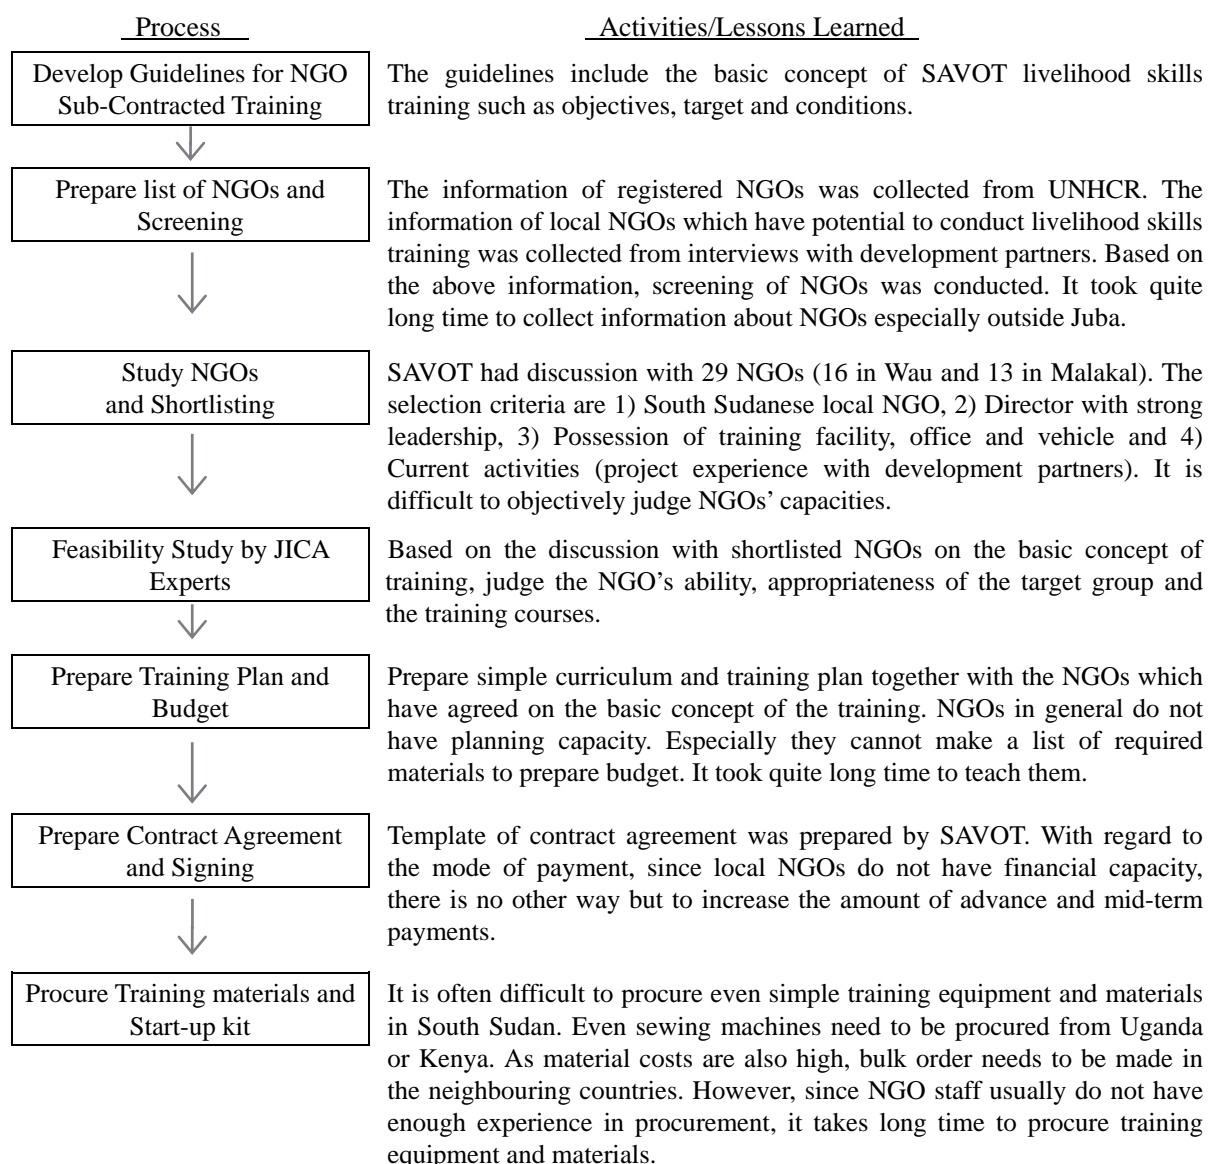 Process
Activities/Lessons Learned
Develop Guidelines for NGO
Sub-Contracted Training
The guidelines include the basic concept of SAVOT livelihood skills
training such as objectives, target and conditions.
Prepare list of NGOs and
Screening
The information of registered NGOs was collected from UNHCR. The
information of local NGOs which have potential to conduct livelihood skills
training was collected from interviews with development partners. Based on
the above information, screening of NGOs was conducted. It took quite
long time to collect information about NGOs especially outside Juba.
Study NGOs
and Shortlisting
SAVOT had discussion with 29 NGOs (16 in Wau and 13 in Malakal). The
selection criteria are 1) South Sudanese local NGO, 2) Director with strong
leadership, 3) Possession of training facility, office and vehicle and 4)
Current activities (project experience with development partners). It is
difficult to objectively judge NGOs’ capacities.
Feasibility Study by JICA
Experts
Based on the discussion with shortlisted NGOs on the basic concept of
training, judge the NGO’s ability, appropriateness of the target group and
the training courses.
Prepare Training Plan and
Budget
Prepare simple curriculum and training plan together with the NGOs which
have agreed on the basic concept of the training. NGOs in general do not
have planning capacity. Especially they cannot make a list of required
materials to prepare budget. It took quite long time to teach them.
Prepare Contract Agreement
and Signing
Template of contract agreement was prepared by SAVOT. With regard to
the mode of payment, since local NGOs do not have financial capacity,
there is no other way but to increase the amount of advance and mid-term
payments.
Procure Training materials and
Start-up kit
It is often difficult to procure even simple training equipment and materials
in South Sudan. Even sewing machines need to be procured from Uganda
or Kenya. As material costs are also high, bulk order needs to be made in
the neighbouring countries. However, since NGO staff usually do not have
enough experience in procurement, it takes long time to procure training
equipment and materials.